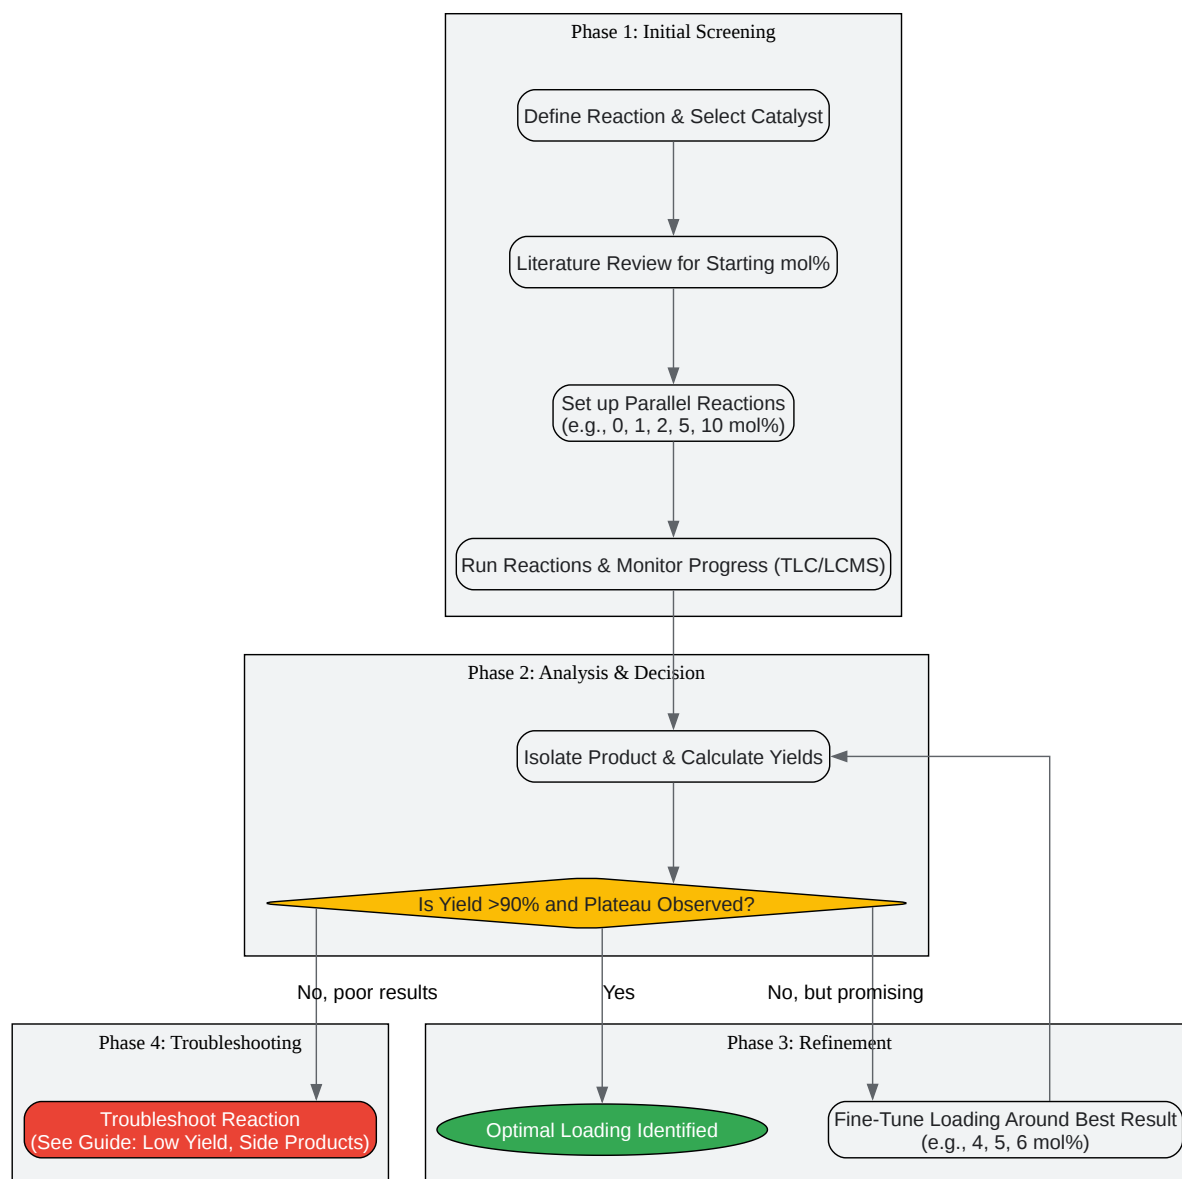 Phase 1: Initial Screening
Define Reaction & Select Catalyst
Literature Review for Starting mol%
Set up Parallel Reactions
(e.g., 0, 1, 2, 5, 10 mol%)
Run Reactions & Monitor Progress (TLC/LCMS)
Phase 2: Analysis & Decision
Isolate Product & Calculate Yields
Is Yield >90% and Plateau Observed?
No, poor results
Yes
No, but promising
Phase 4: Troubleshooting
Troubleshoot Reaction
(See Guide: Low Yield, Side Products)
Phase 3: Refinement
Optimal Loading Identified
Fine-Tune Loading Around Best Result
(e.g., 4, 5, 6 mol%)